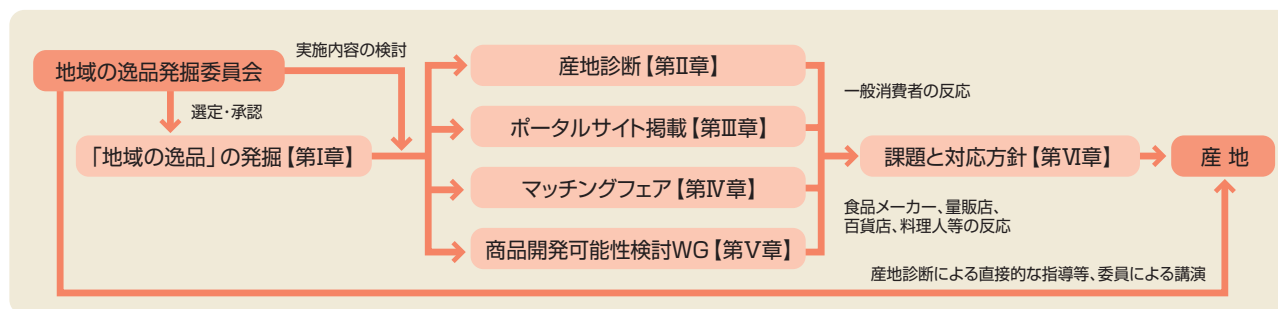 実施内容の検討
地域の逸品発掘委員会
選定・承認
「地域の逸品」の発掘【第Ⅰ章】
産地診断【第Ⅱ章】
ポータルサイト掲載【第Ⅲ章】
マッチングフェア【第Ⅳ章】
商品開発可能性検討WG【第Ⅴ章】
一般消費者の反応
課題と対応方針【第Ⅵ章】
産 地
食品メーカー、量販店、
百貨店、料理人等の反応
産地診断による直接的な指導等、委員による講演